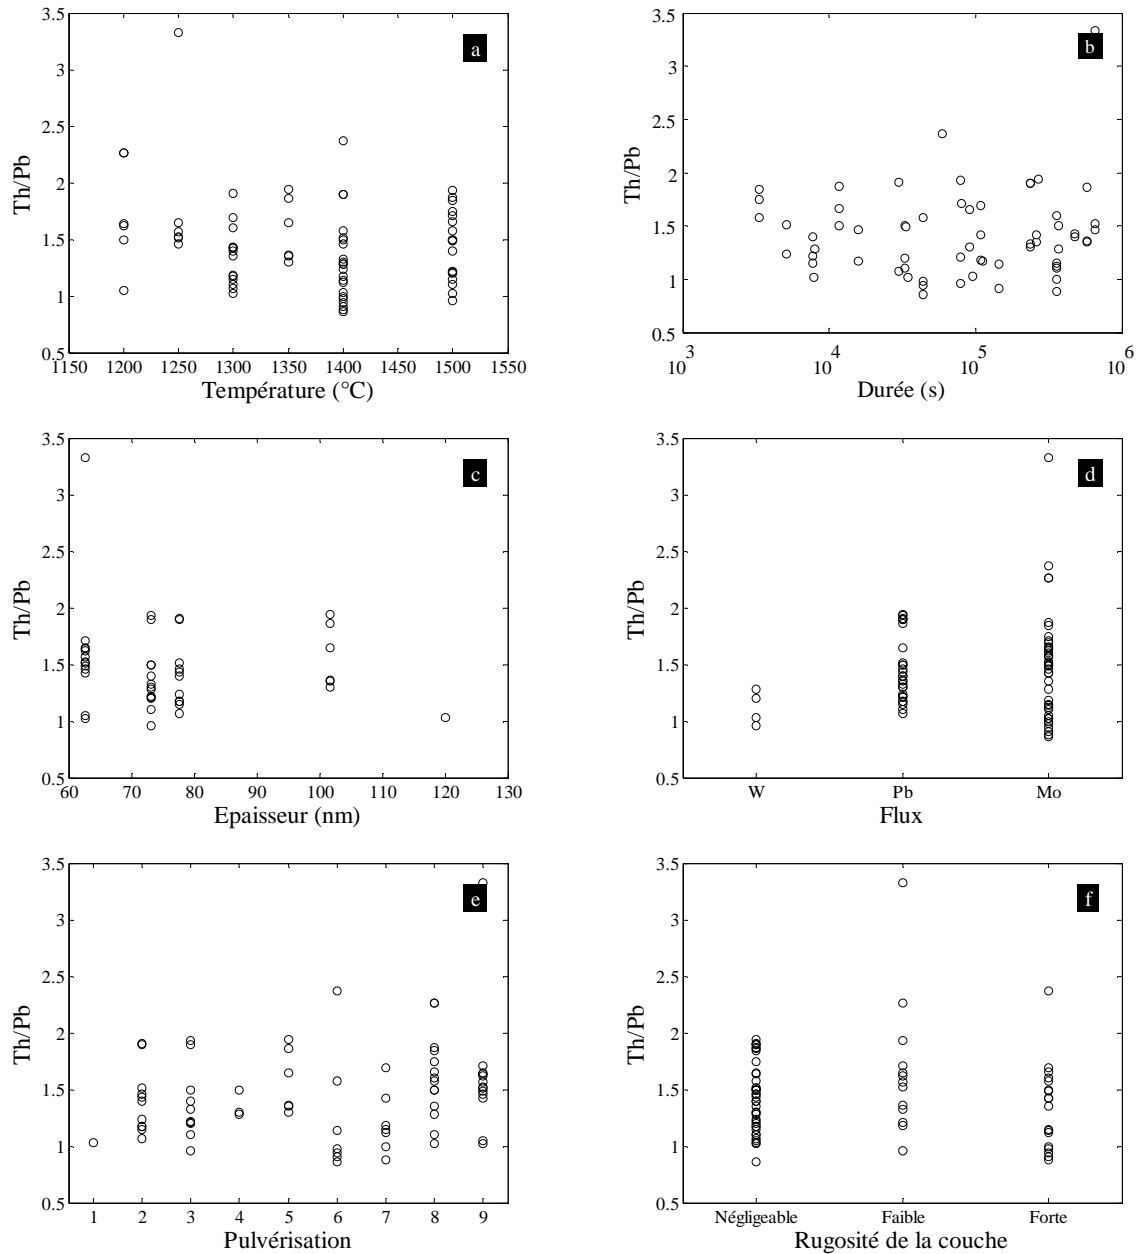 3.5
3
2.5
2
1.5
1
0.5
Th/Pb
a
1150 1200 1250 1300 1350 1400 1450 1500 1550
Température (°C)
3.5
3
2.5
2
1.5
1
0.5
Th/Pb
b
10^3 10^4 10^5 10^6
Durée (s)
3.5
3
2.5
2
1.5
1
0.5
Th/Pb
c
60 70 80 90 100 110 120 130
Epaisseur (nm)
3.5
3
2.5
2
1.5
1
0.5
Th/Pb
d
W Pb Mo
Flux
3.5
3
2.5
2
1.5
1
0.5
Th/Pb
e
1 2 3 4 5 6 7 8 9
Pulvérisation
3.5
3
2.5
2
1.5
1
0.5
Th/Pb
f
Négligeable Faible Forte
Rugosité de la couche